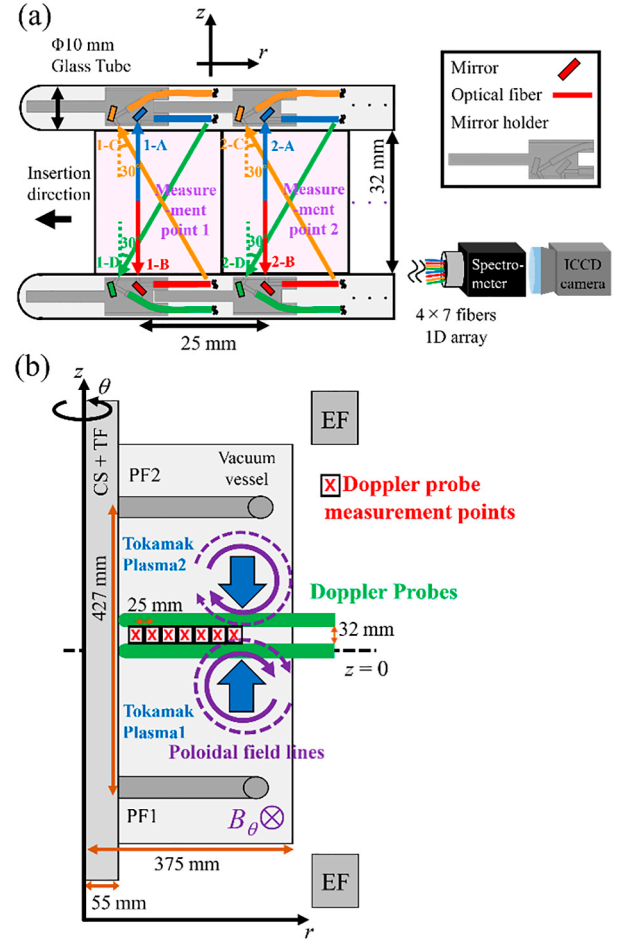 (a)
z
r
Φ10 mm
Glass Tube
Mirror
Optical fiber
Mirror holder
1-C
1-A
2-C
2-A
30°
30°
Measure
ment
point 1
Measure
ment
point 2
32 mm
Insertion
direction
30°
30°
1-D
1-B
2-D
2-B
25 mm
Spectro-
meter
ICCD
camera
4 × 7 fibers
1D array
(b)
z
θ
CS + TF
EF
PF2
Vacuum
vessel
X Doppler probe
measurement points
Tokamak
Plasma2
Doppler Probes
427 mm
25 mm
X X X X X X X
32 mm
z = 0
Tokamak
Plasma1
Poloidal field lines
PF1
Bθ
375 mm
EF
55 mm
r